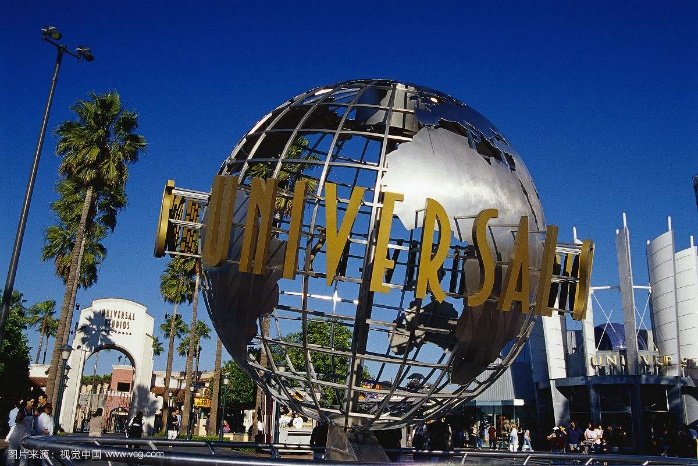 UNIVERSAL
UNIVERSAL
STUDIOS
图片来源：视觉中国 www.vcg.com